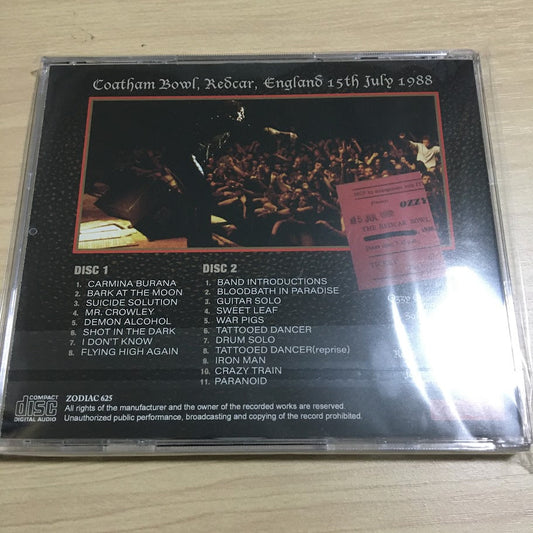 Coatham Bowl, Redcar, England 15th July 1988
OZZY
THE REDCAR BOWL
DISC 1
1. CARMINA BURANA
2. BARK AT THE MOON
3. SUICIDE SOLUTION
4. MR. CROWLEY
5. DEMON ALCOHOL
6. SHOT IN THE DARK
7. I DON'T KNOW
8. FLYING HIGH AGAIN
DISC 2
1. BAND INTRODUCTIONS
2. BLOODBATH IN PARADISE
3. GUITAR SOLO
4. SWEET LEAF
5. WAR PIGS
6. TATTOOED DANCER
7. DRUM SOLO
8. TATTOOED DANCER(reprise)
9. IRON MAN
10. CRAZY TRAIN
11. PARANOID
COMPACT
disc
DIGITAL AUDIO
ZODIAC 625
All rights of the manufacturer and the owner of the recorded works are reserved.
Unauthorized public performance, broadcasting and copying of the record prohibited.